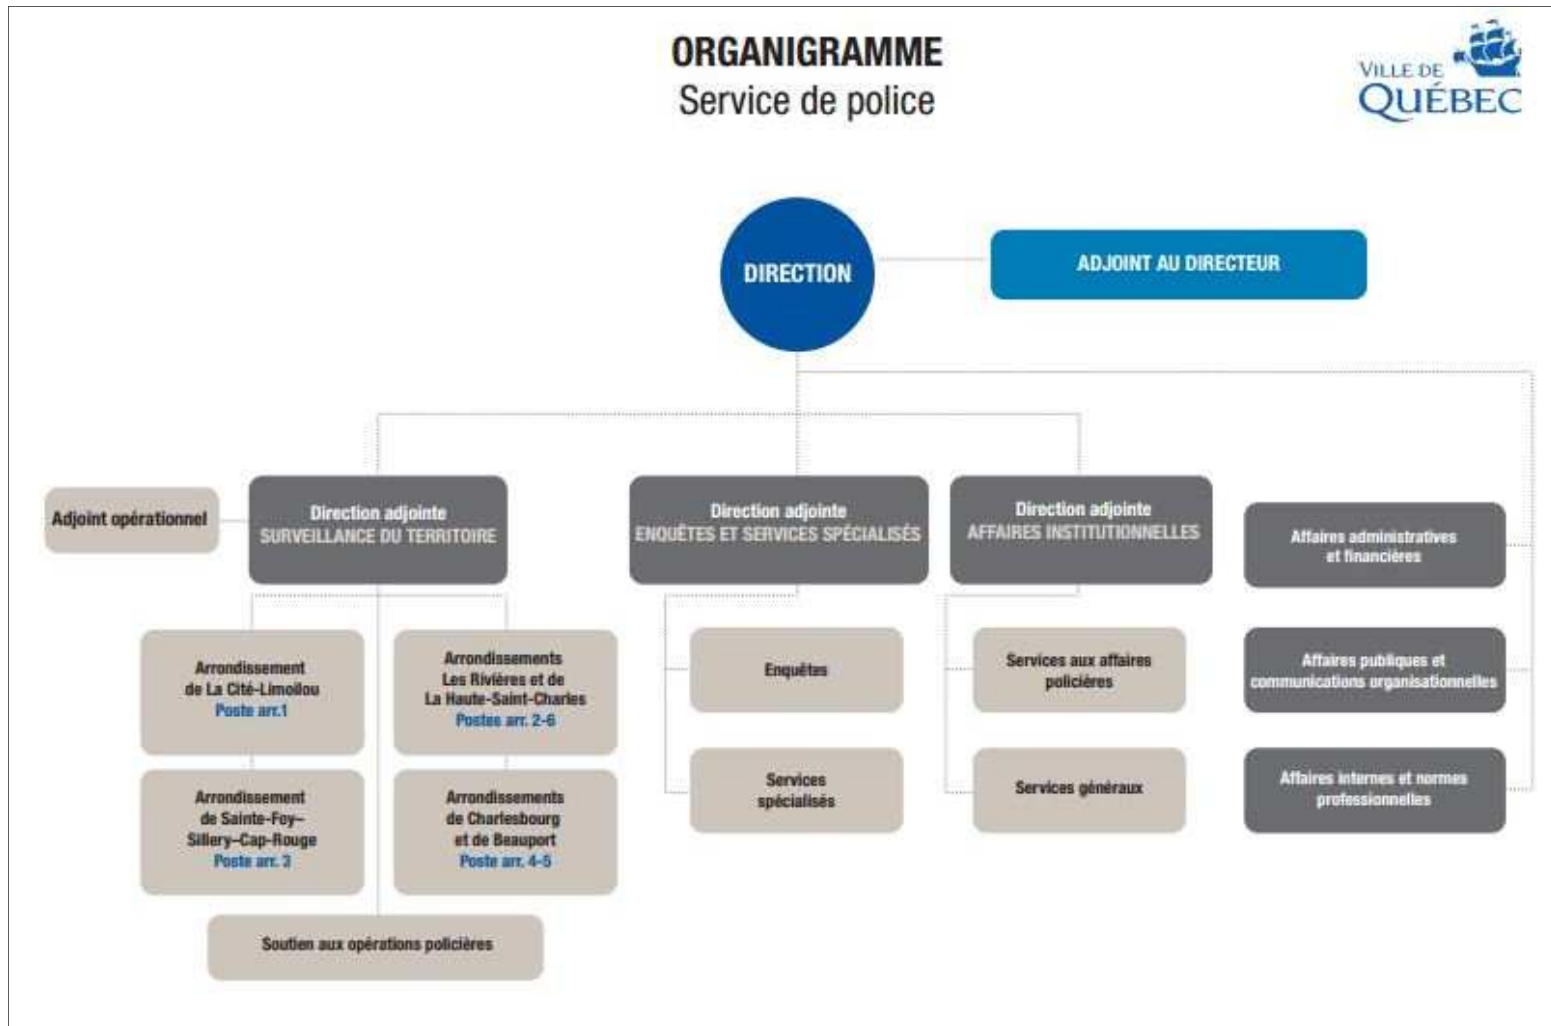 ORGANIGRAMME
Service de police
VILLE DE
QUÉBEC
DIRECTION
ADJOINT AU DIRECTEUR
Adjoint opérationnel
Direction adjointe
SURVEILLANCE DU TERRITOIRE
Direction adjointe
ENQUÊTES ET SERVICES SPÉCIALISÉS
Direction adjointe
AFFAIRES INSTITUTIONNELLES
Affaires administratives
et financières
Arrondissement
de La Cité-Limoilou
Poste arr.1
Arrondissements
Les Rivières et de
La Haute-Saint-Charles
Postes arr. 2-6
Enquêtes
Services aux affaires
policières
Affaires publiques et
communications organisationnelles
Arrondissement
de Sainte-Foy–
Sillery–Cap-Rouge
Poste arr. 3
Arrondissements
de Charlesbourg
et de Beauport
Poste arr. 4-5
Services
spécialisés
Services généraux
Affaires internes et normes
professionnelles
Soutien aux opérations policières